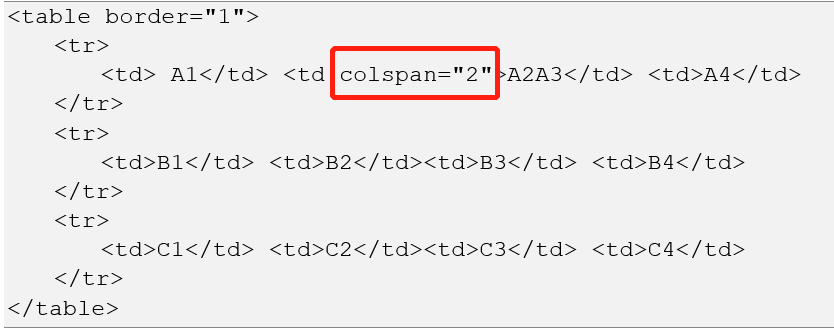 <table border="1">
<tr>
<td> A1</td> <td colspan="2">A2A3</td> <td>A4</td>
</tr>
<tr>
<td>B1</td> <td>B2</td><td>B3</td> <td>B4</td>
</tr>
<tr>
<td>C1</td> <td>C2</td><td>C3</td> <td>C4</td>
</tr>
</table>